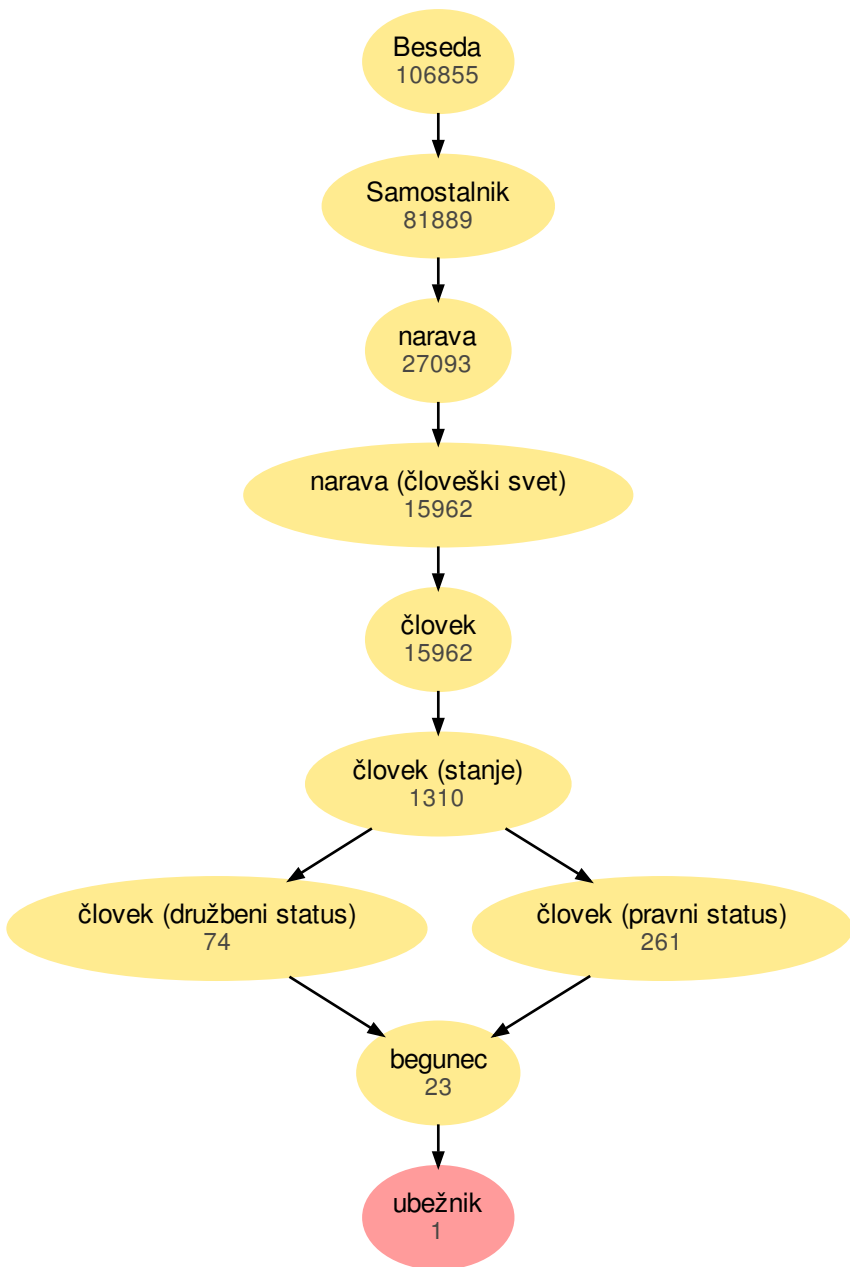 Beseda
106855
Samostalnik
81889
narava
27093
narava (človeški svet)
15962
človek
15962
človek (stanje)
1310
človek (družbeni status)
74
človek (pravni status)
261
begunec
23
ubežnik
1